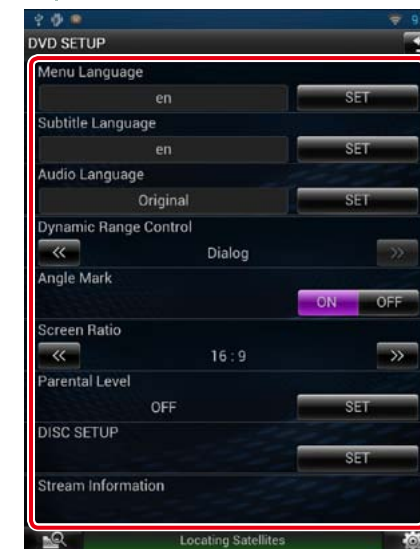 9
DVD SETUP
Menu Language
en SET
Subtitle Language
en SET
Audio Language
Original SET
Dynamic Range Control
<< Dialog >>
Angle Mark
ON OFF
Screen Ratio
<< 16 : 9 >>
Parental Level
OFF SET
DISC SETUP
SET
Stream Information
Locating Satellites